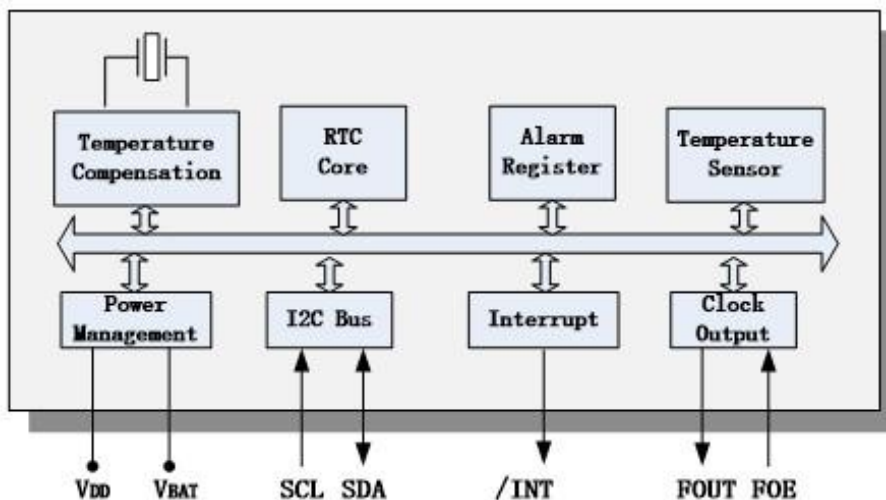 Temperature
Compensation
RTC
Core
Alarm
Register
Temperature
Sensor
Power
Management
I2C Bus
Interrupt
Clock
Output
VDD
VBAT
SCL
SDA
/INT
FOUT
FOE